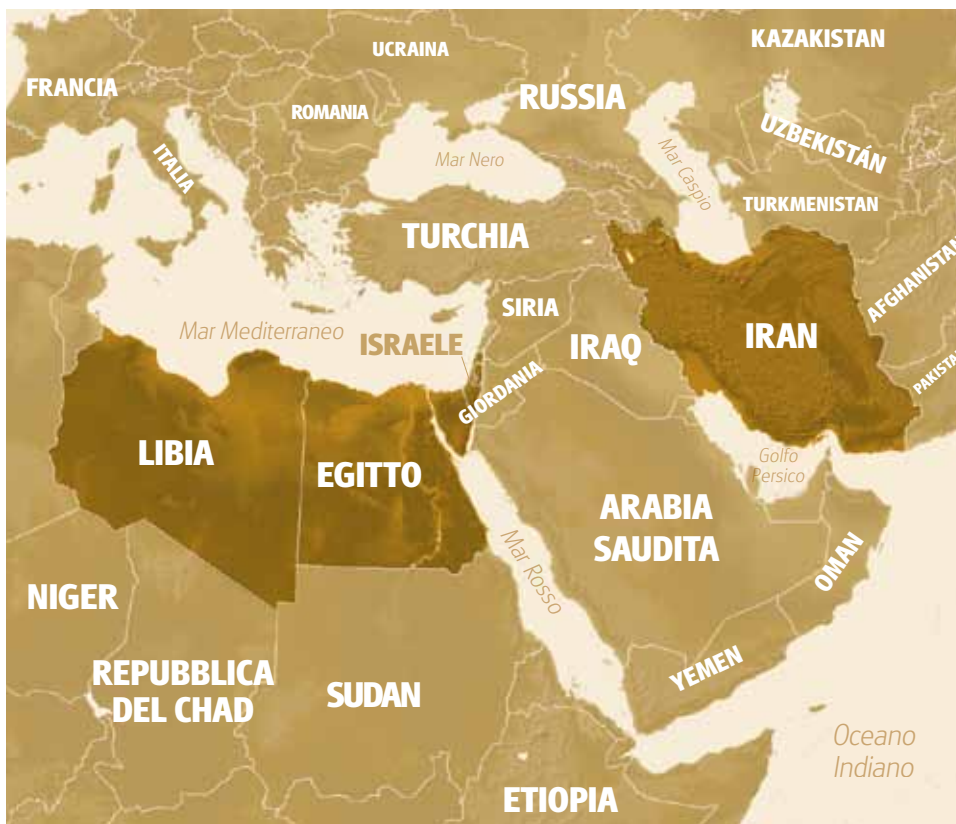 KAZAKISTAN
UCRAINA
FRANCIA
RUSSIA
ROMANIA
UZBEKISTÁN
ITALIA
Mar Nero
Mar Caspio
TURKMENISTAN
TURCHIA
AFGHANISTAN
SIRIA
Mar Mediterraneo
ISRAELE
IRAQ
IRAN
PAKISTAN
GIORDANIA
LIBIA
EGITTO
Golfo
Persico
ARABIA
SAUDITA
Mar Rosso
OMAN
NIGER
REPUBBLICA
DEL CHAD
SUDAN
YEMEN
Oceano
Indiano
ETIOPIA